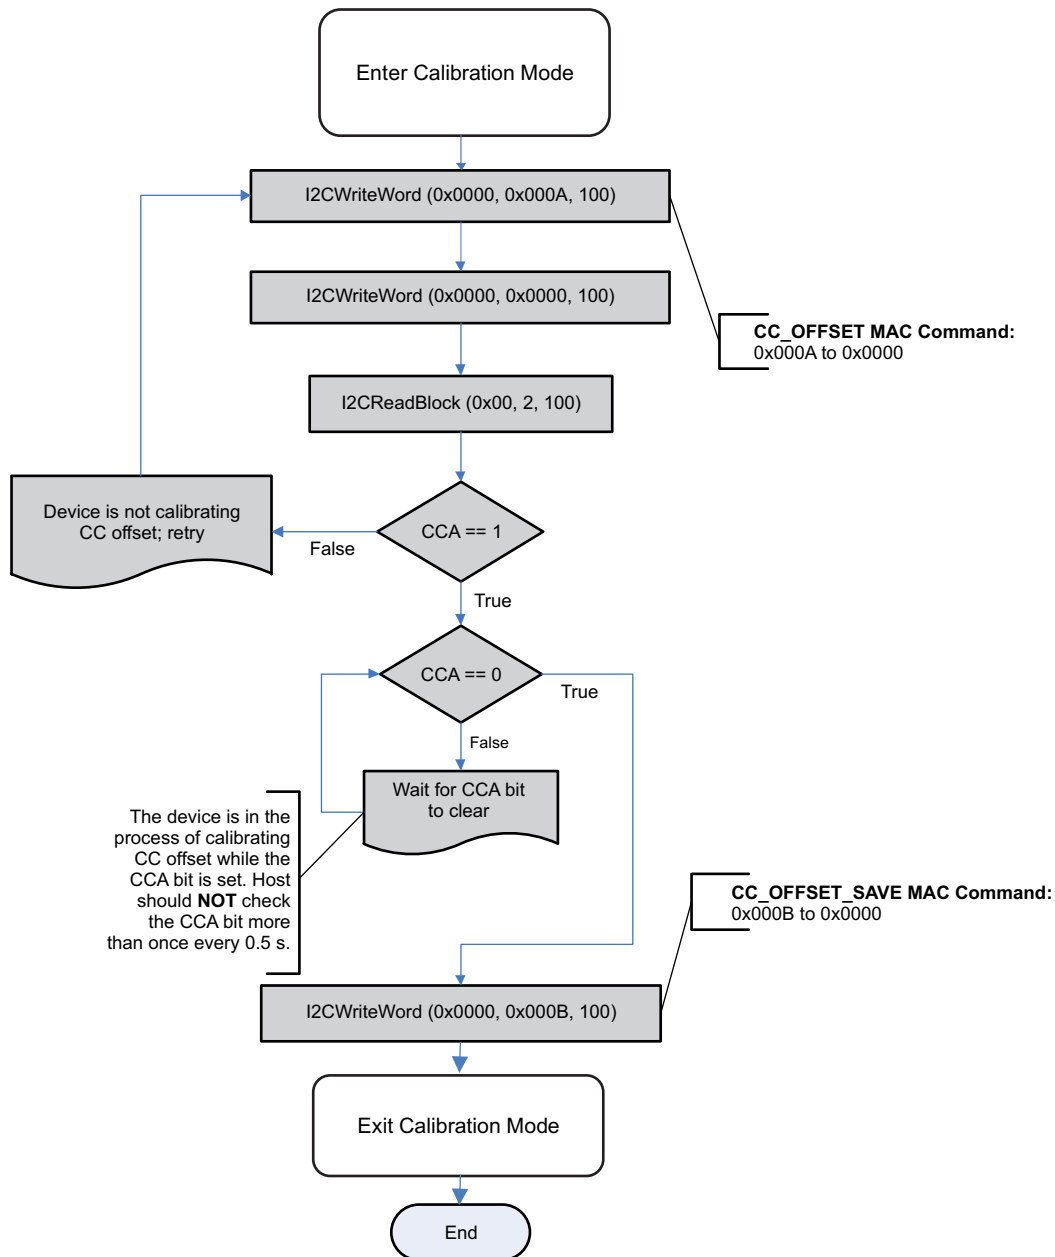 Enter Calibration Mode
I2CWriteWord (0x0000, 0x000A, 100)
I2CWriteWord (0x0000, 0x0000, 100)
CC_OFFSET MAC Command:
0x000A to 0x0000
I2CReadBlock (0x00, 2, 100)
Device is not calibrating
CC offset; retry
CCA == 1
False
True
CCA == 0
True
False
Wait for CCA bit
to clear
The device is in the
process of calibrating
CC offset while the
CCA bit is set. Host
should NOT check
the CCA bit more
than once every 0.5 s.
CC_OFFSET_SAVE MAC Command:
0x000B to 0x0000
I2CWriteWord (0x0000, 0x000B, 100)
Exit Calibration Mode
End